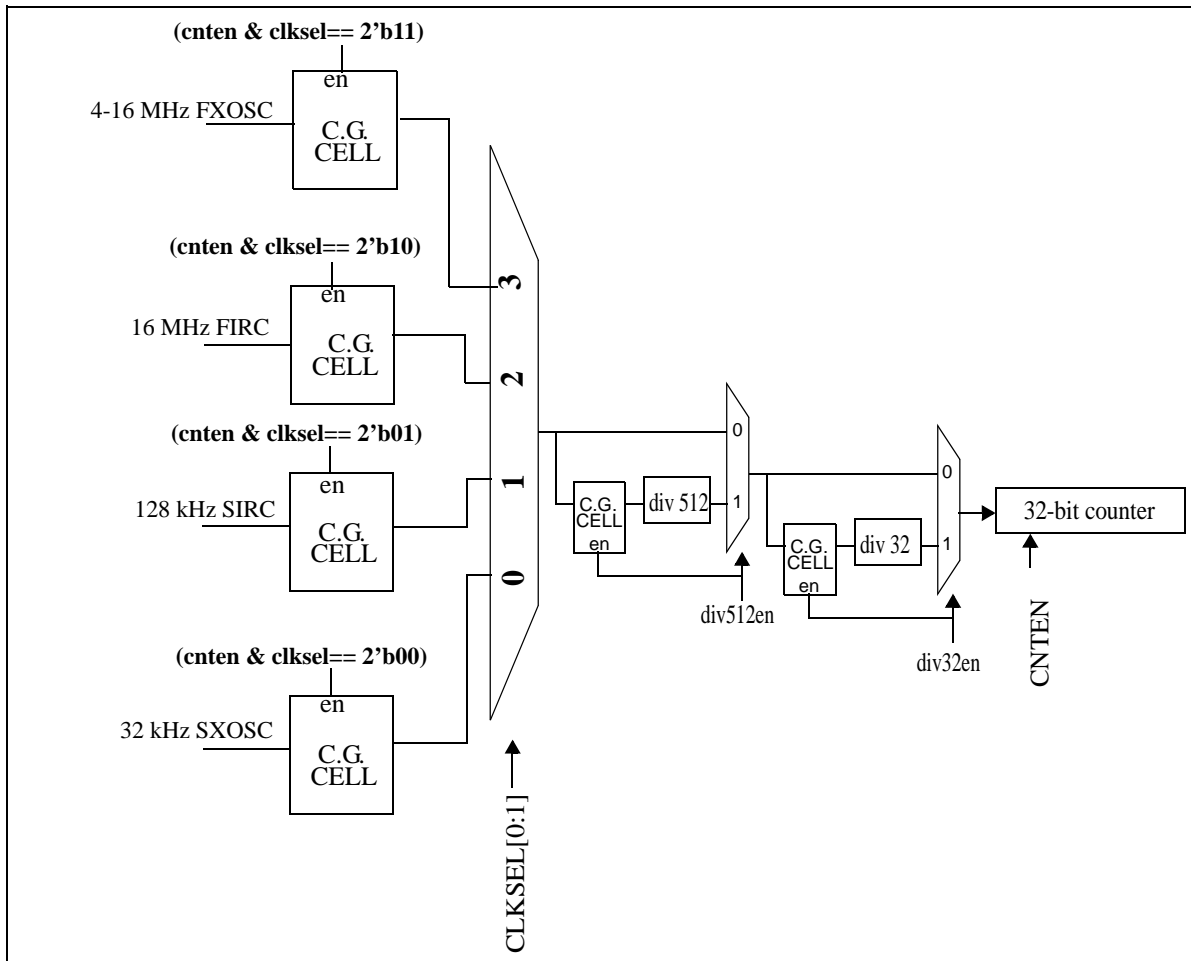 (cnten & clksel== 2’b11)
en
4-16 MHz FXOSC
C.G.
CELL
(cnten & clksel== 2’b10)
en
16 MHz FIRC
C.G.
CELL
(cnten & clksel== 2’b01)
en
128 kHz SIRC
C.G.
CELL
(cnten & clksel== 2’b00)
en
32 kHz SXOSC
C.G.
CELL
3
2
1
0
CLKSEL[0:1]
0
C.G.
CELL
en
div 512
1
div512en
0
C.G.
CELL
en
div 32
1
div32en
32-bit counter
CNTEN